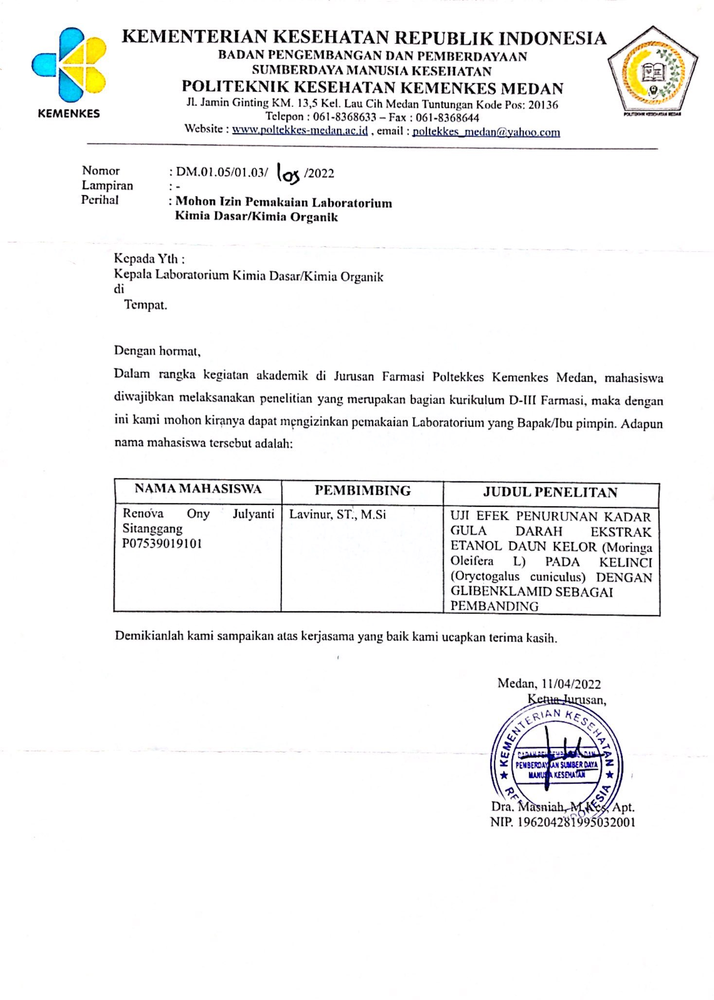 KEMENTERIAN KESEHATAN REPUBLIK INDONESIA
BADAN PENGEMBANGAN DAN PEMBERDAYAAN
SUMBERDAYA MANUSIA KESEHATAN
POLITEKNIK KESEHATAN KEMENKES MEDAN
Jl. Jamin Ginting KM. 13,5 Kel. Lau Cih Medan Tuntungan Kode Pos: 20136
Telepon : 061-8368633 – Fax : 061-8368644
Website : www.poltekkes-medan.ac.id , email : poltekkes_medan@yahoo.com
KEMENKES
POLITEKNIK KESEHATAN MEDAN
Nomor : DM.01.05/01.03/ 105 /2022
Lampiran : -
Perihal : Mohon Izin Pemakaian Laboratorium
Kimia Dasar/Kimia Organik
Kepada Yth :
Kepala Laboratorium Kimia Dasar/Kimia Organik
di
Tempat.
Dengan hormat,
Dalam rangka kegiatan akademik di Jurusan Farmasi Poltekkes Kemenkes Medan, mahasiswa
diwajibkan melaksanakan penelitian yang merupakan bagian kurikulum D-III Farmasi, maka dengan
ini kami mohon kiranya dapat mengizinkan pemakaian Laboratorium yang Bapak/Ibu pimpin. Adapun
nama mahasiswa tersebut adalah:
NAMA MAHASISWA PEMBIMBING JUDUL PENELITAN
Renova Ony Julyanti Lavinur, ST., M.Si UJI EFEK PENURUNAN KADAR
Sitanggang GULA DARAH EKSTRAK
P07539019101 ETANOL DAUN KELOR (Moringa
Oleifera L) PADA KELINCI
(Oryctogalus cuniculus) DENGAN
GLIBENKLAMID SEBAGAI
PEMBANDING
Demikianlah kami sampaikan atas kerjasama yang baik kami ucapkan terima kasih.
Medan, 11/04/2022
Ketua Jurusan,
KEMENTERIAN KESEHATAN
PEMBERDAYAAN SUMBER DAYA
MANUSIA KESEHATAN
Dra. Masniah, M.Kes, Apt.
NIP. 196204281995032001